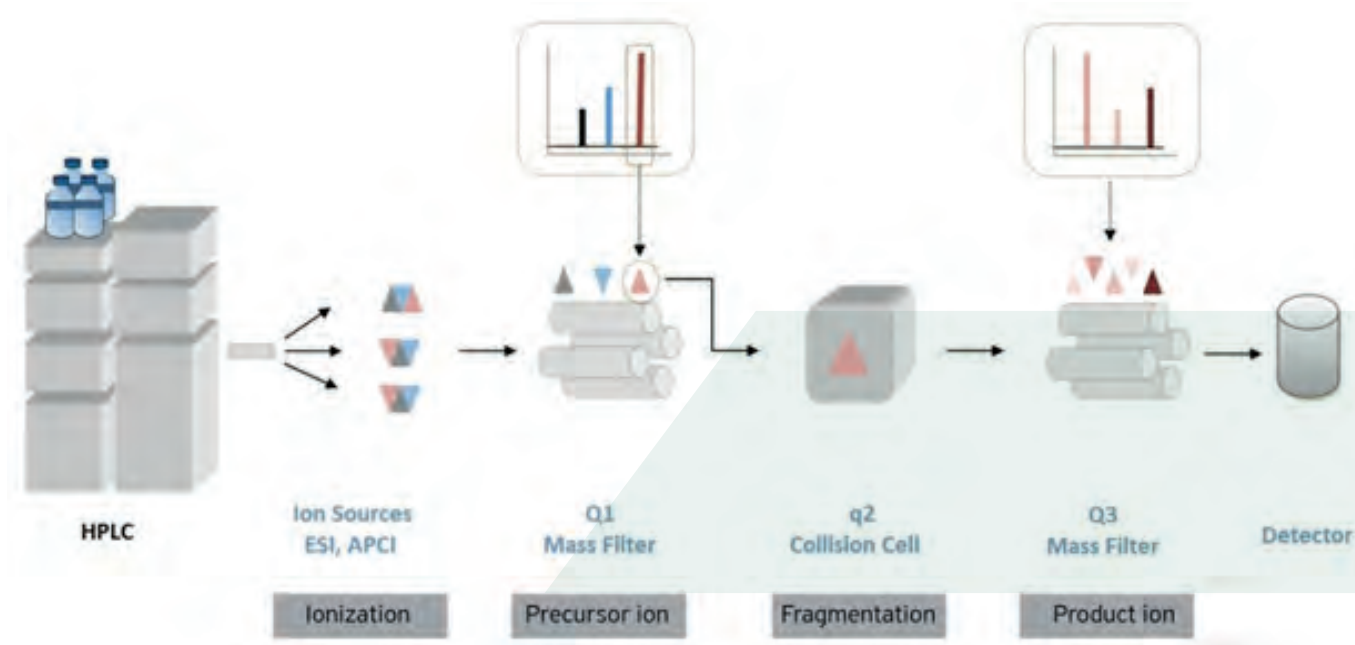 HPLC
Ion Sources
ESI, APCI
Q1
Mass Filter
q2
Collision Cell
Q3
Mass Filter
Detector
Ionization
Precursor ion
Fragmentation
Product ion